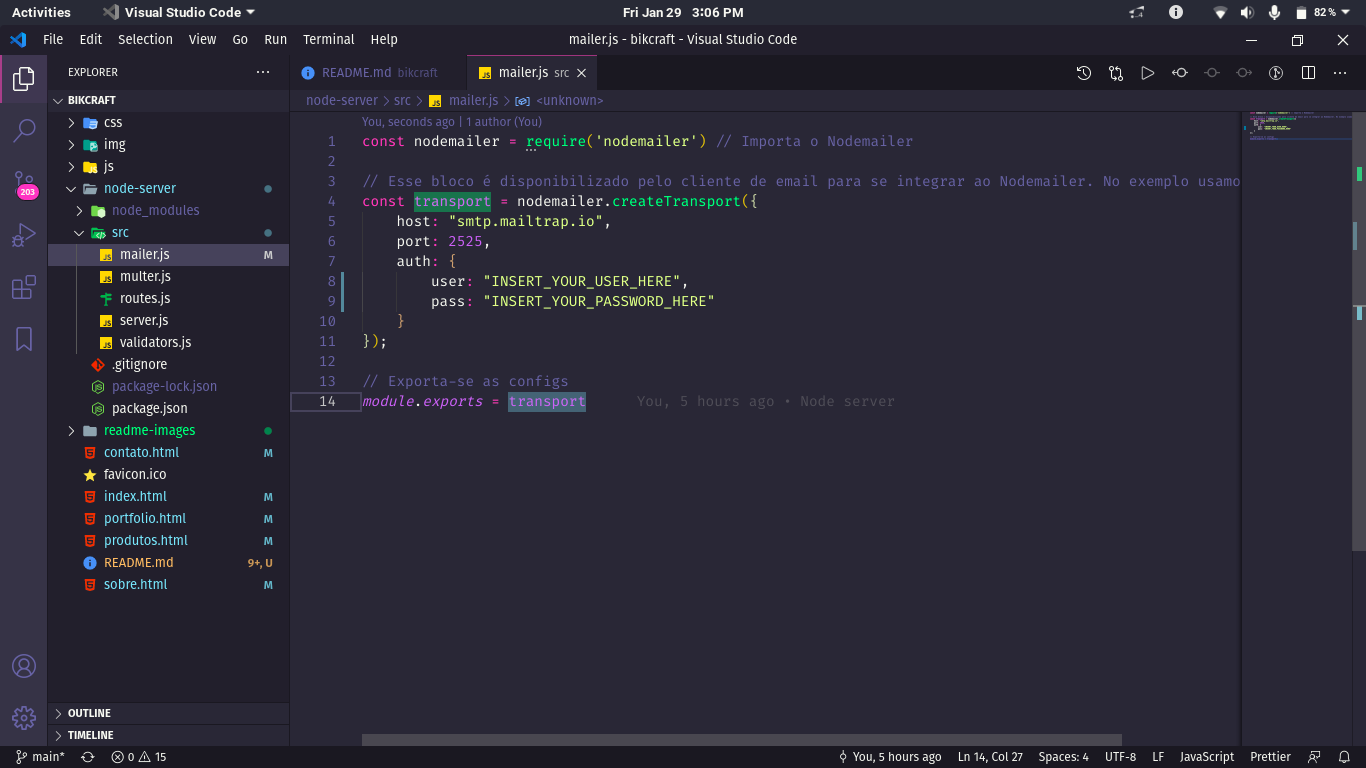 Activities
Visual Studio Code
Fri Jan 29 3:06 PM
82 %
File Edit Selection View Go Run Terminal Help
mailer.js - bikcraft - Visual Studio Code
EXPLORER
README.md bikcraft
mailer.js src
BIKCRAFT
node-server > src > mailer.js > <unknown>
css
img
js
node-server
node_modules
src
mailer.js M
multer.js
routes.js
server.js
validators.js
.gitignore
package-lock.json
package.json
readme-images
contato.html M
favicon.ico
index.html M
portfolio.html M
produtos.html M
README.md 9+, U
sobre.html M
OUTLINE
TIMELINE
203
You, seconds ago | 1 author (You)
1 const nodemailer = require('nodemailer') // Importa o Nodemailer
2
3 // Esse bloco é disponibilizado pelo cliente de email para se integrar ao Nodemailer. No exemplo usamo
4 const transport = nodemailer.createTransport({
5 host: "smtp.mailtrap.io",
6 port: 2525,
7 auth: {
8 user: "INSERT_YOUR_USER_HERE",
9 pass: "INSERT_YOUR_PASSWORD_HERE"
10 }
11 });
12
13 // Exporta-se as configs
14 module.exports = transport You, 5 hours ago • Node server
main* 0 15
You, 5 hours ago Ln 14, Col 27 Spaces: 4 UTF-8 LF JavaScript Prettier